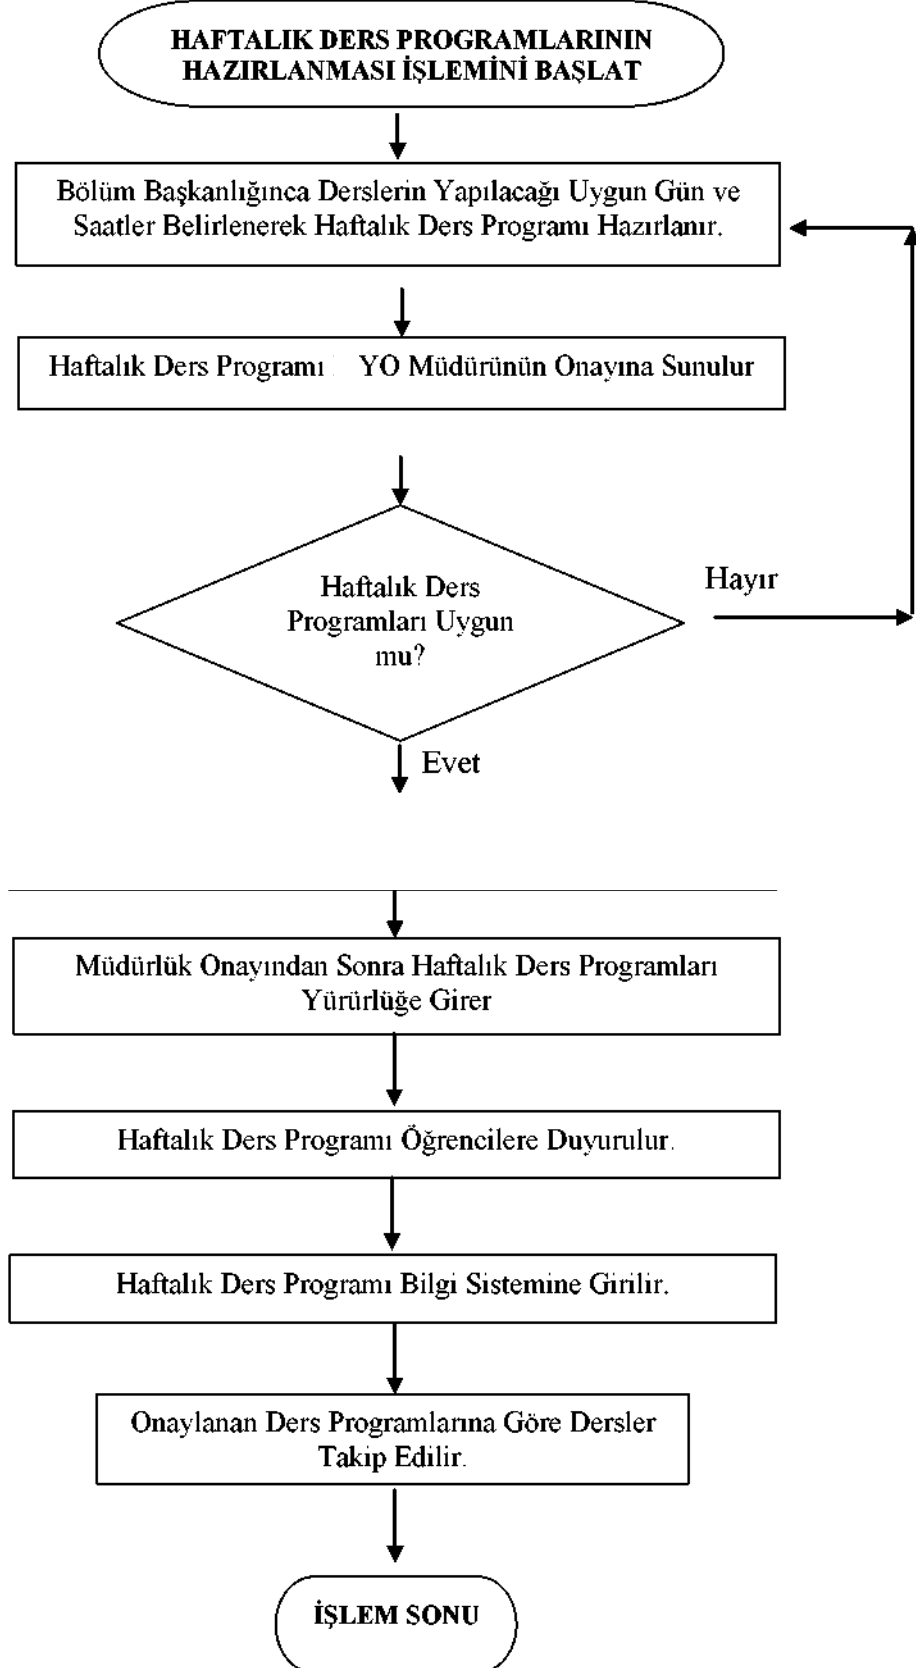 HAFTALIK DERS PROGRAMLARININ
HAZIRLANMASI İŞLEMİNİ BAŞLAT
Bölüm Başkanlığınca Derslerin Yapılacağı Uygun Gün ve
Saatler Belirlenerek Haftalık Ders Programı Hazırlanır.
Haftalık Ders Programı YO Müdürünün Onayına Sunulur
Haftalık Ders
Programları Uygun
mu?
Hayır
Evet
Müdürlük Onayından Sonra Haftalık Ders Programları
Yürürlüğe Girer
Haftalık Ders Programı Öğrencilere Duyurulur.
Haftalık Ders Programı Bilgi Sistemine Girilir.
Onaylanan Ders Programlarına Göre Dersler
Takip Edilir.
İŞLEM SONU